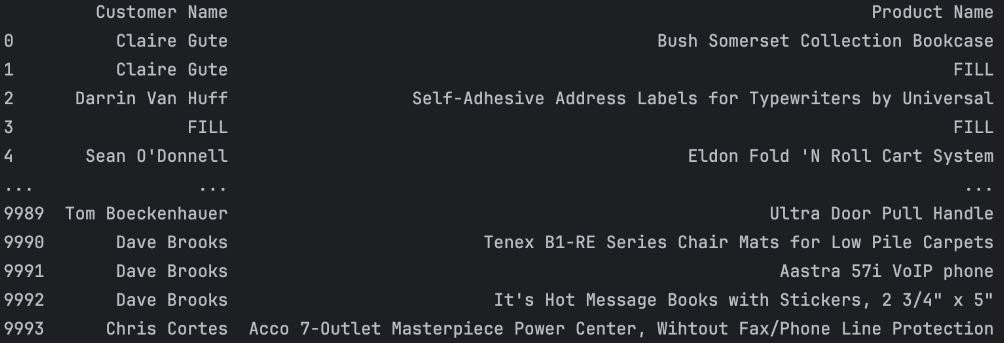 Customer Name Product Name
0 Claire Gute Bush Somerset Collection Bookcase
1 Claire Gute FILL
2 Darrin Van Huff Self-Adhesive Address Labels for Typewriters by Universal
3 FILL FILL
4 Sean O'Donnell Eldon Fold 'N Roll Cart System
... ... ...
9989 Tom Boeckenhauer Ultra Door Pull Handle
9990 Dave Brooks Tenex B1-RE Series Chair Mats for Low Pile Carpets
9991 Dave Brooks Aastra 57i VoIP phone
9992 Dave Brooks It's Hot Message Books with Stickers, 2 3/4" x 5"
9993 Chris Cortes Acco 7-Outlet Masterpiece Power Center, Wihtout Fax/Phone Line Protection